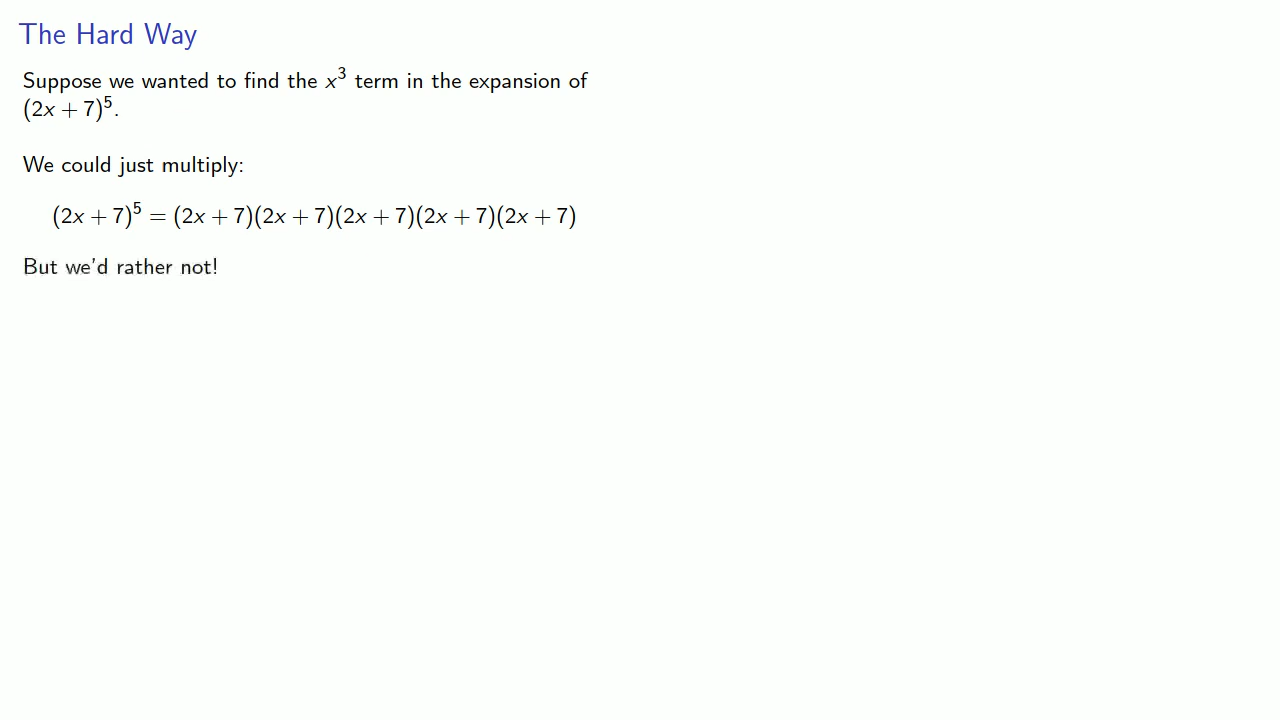 The Hard Way
Suppose we wanted to find the x³ term in the expansion of
(2x + 7)⁵.
We could just multiply:
(2x + 7)⁵ = (2x + 7)(2x + 7)(2x + 7)(2x + 7)(2x + 7)
But we'd rather not!